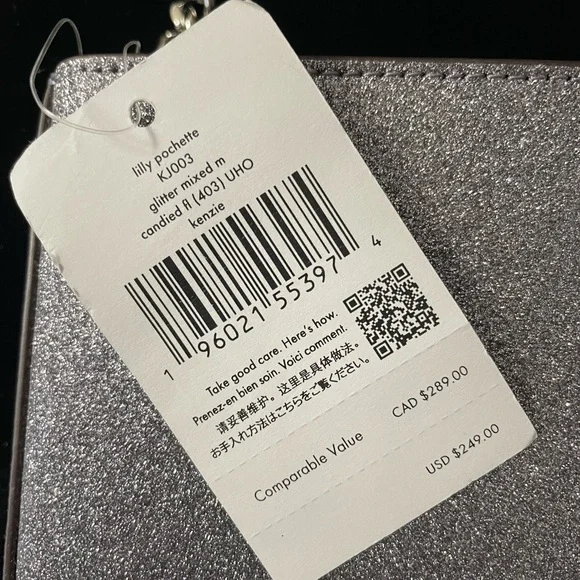 lilly pochette
KJ003
glitter mixed m
candied fl (403) UHO
kenzie
1 96021 55397 4
Take good care. Here's how.
Prenez-en bien soin. Voici comment.
请妥善维护。这里是具体做法。
お手入れ方法はこちらをご覧ください。
Comparable Value CAD $289.00
USD $249.00